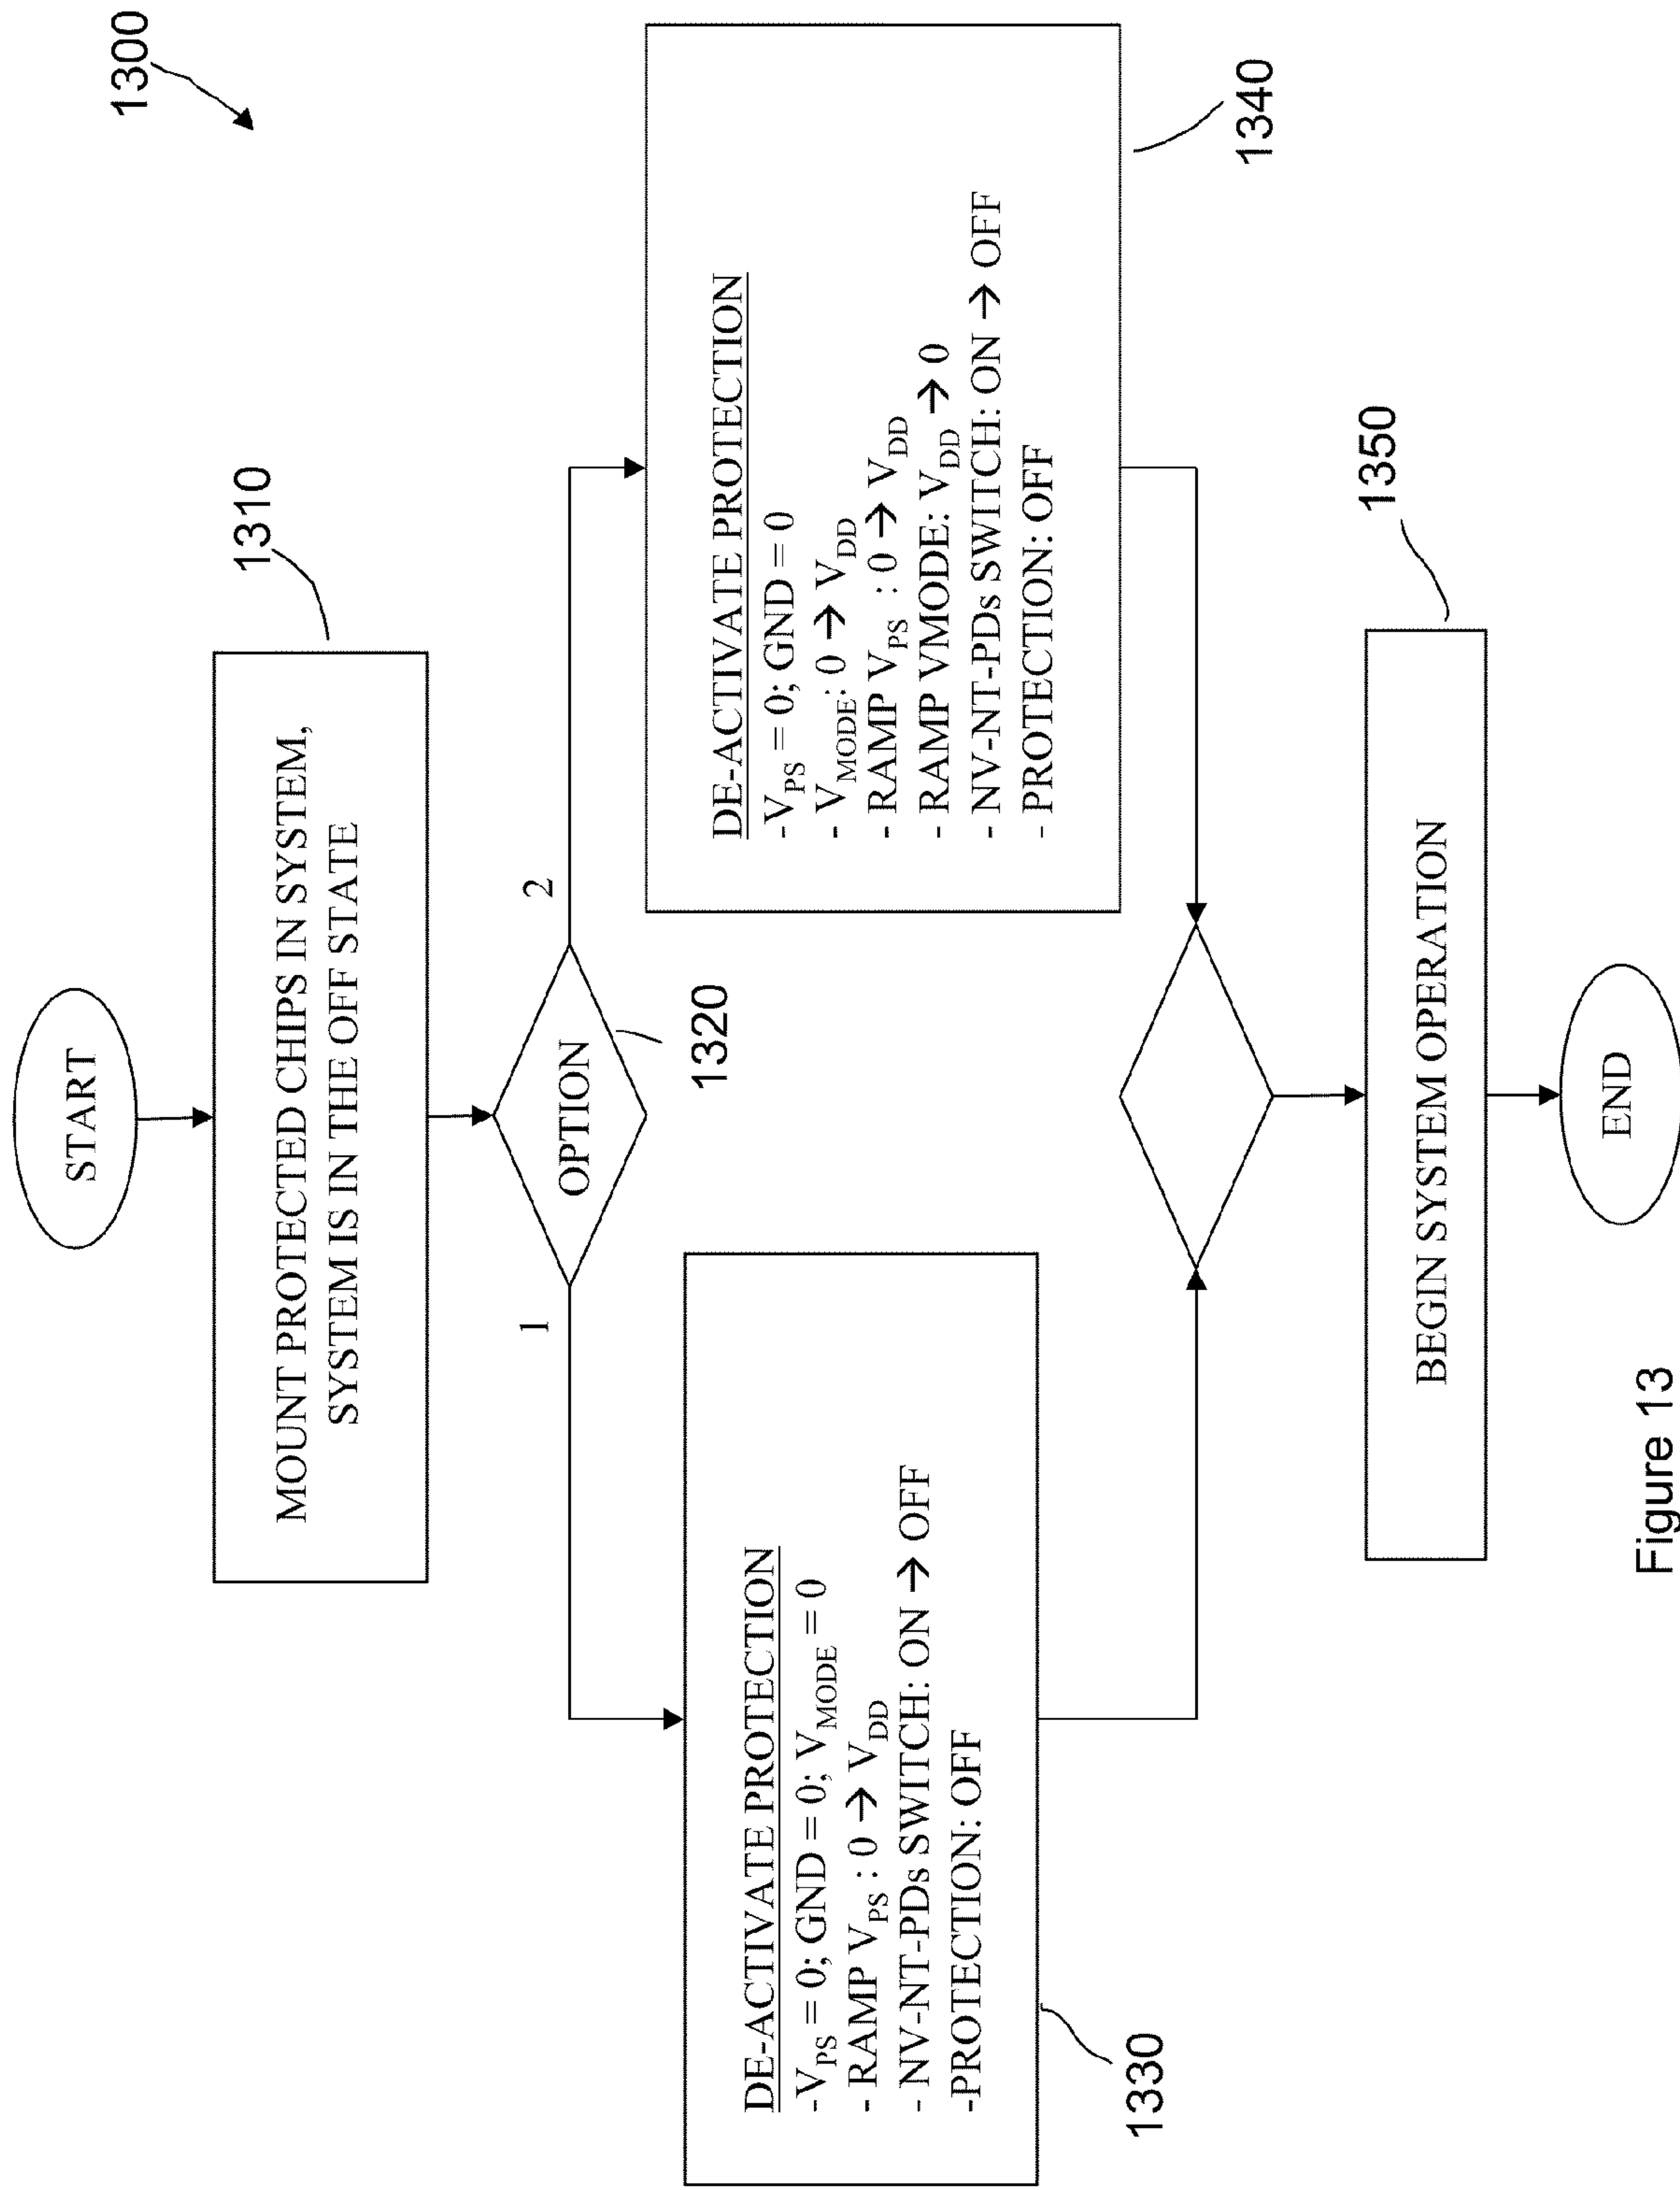 1300
START
1310
MOUNT PROTECTED CHIPS IN SYSTEM,
SYSTEM IS IN THE OFF STATE
1
OPTION
2
1320
DE-ACTIVATE PROTECTION
- VPS = 0; GND = 0; VMODE = 0
- RAMP VPS : 0 → VDD
- NV-NT-PDs SWITCH: ON → OFF
-PROTECTION: OFF
1330
DE-ACTIVATE PROTECTION
- VPS = 0; GND = 0
- VMODE: 0 → VDD
- RAMP VPS : 0 → VDD
- RAMP VMODE: VDD → 0
- NV-NT-PDs SWITCH: ON → OFF
- PROTECTION: OFF
1340
1350
BEGIN SYSTEM OPERATION
END
Figure 13